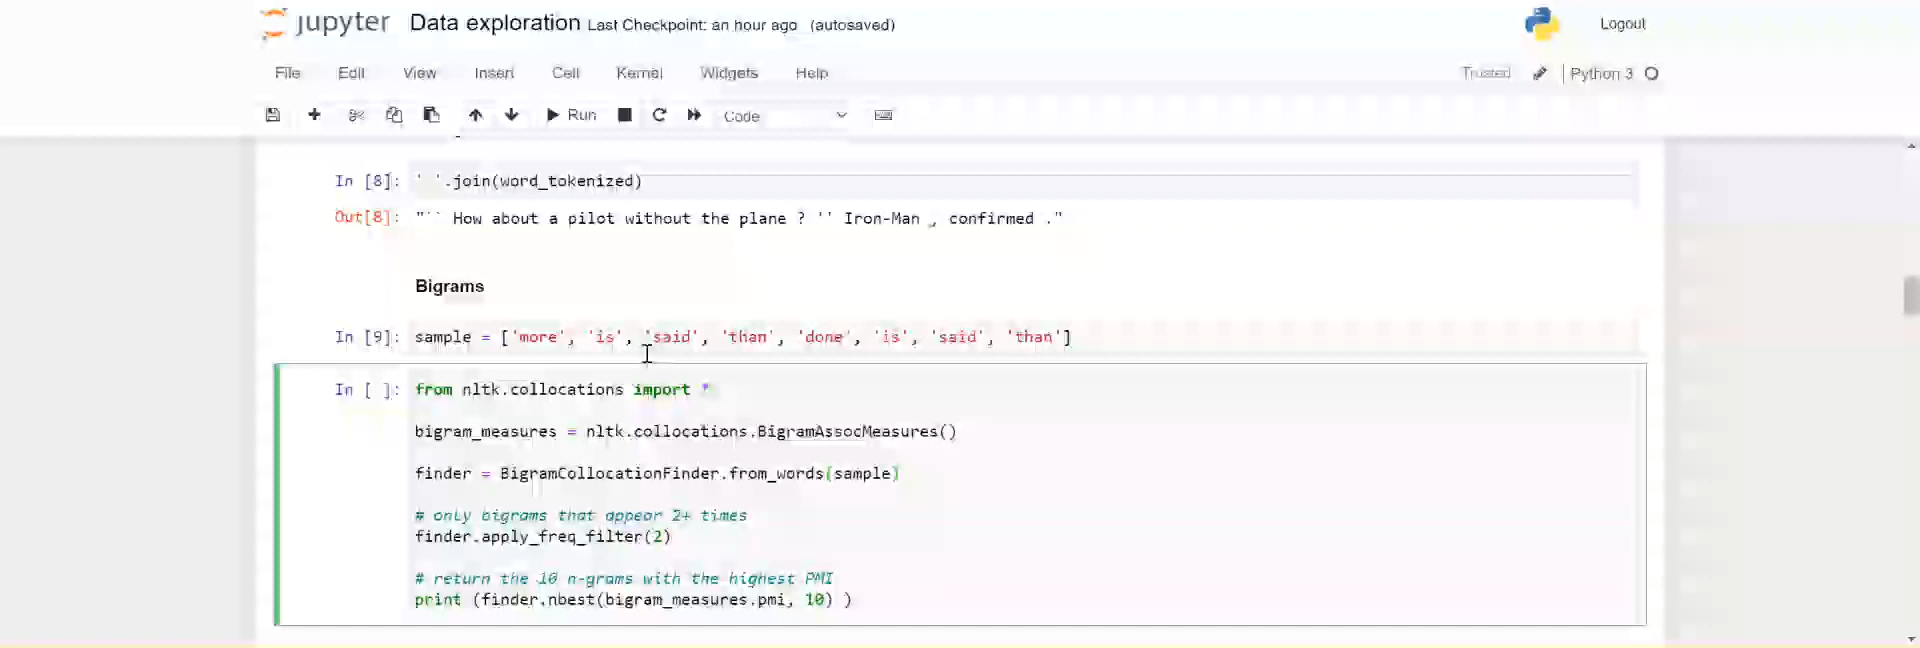 jupyter Data exploration Last Checkpoint: an hour ago (autosaved) Logout
File Edit View Insert Cell Kernel Widgets Help Trusted Python 3
Run Code
In [8]: ' '.join(word_tokenized)
Out[8]: "`` How about a pilot without the plane ? '' Iron-Man , confirmed ."
Bigrams
In [9]: sample = ['more', 'is', 'said', 'than', 'done', 'is', 'said', 'than']
In [ ]: from nltk.collocations import *
bigram_measures = nltk.collocations.BigramAssocMeasures()
finder = BigramCollocationFinder.from_words(sample)
# only bigrams that appear 2+ times
finder.apply_freq_filter(2)
# return the 10 n-grams with the highest PMI
print (finder.nbest(bigram_measures.pmi, 10) )